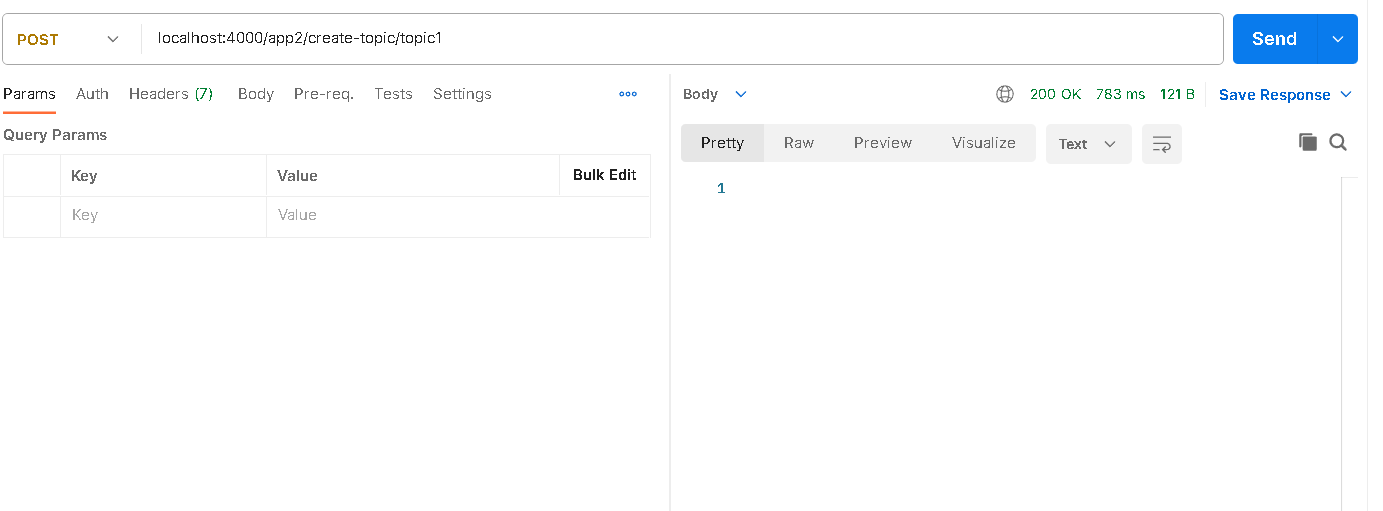 POST localhost:4000/app2/create-topic/topic1 Send
Params Auth Headers (7) Body Pre-req. Tests Settings
Query Params
Key Value Bulk Edit
Key Value
Body 200 OK 783 ms 121 B Save Response
Pretty Raw Preview Visualize Text
1